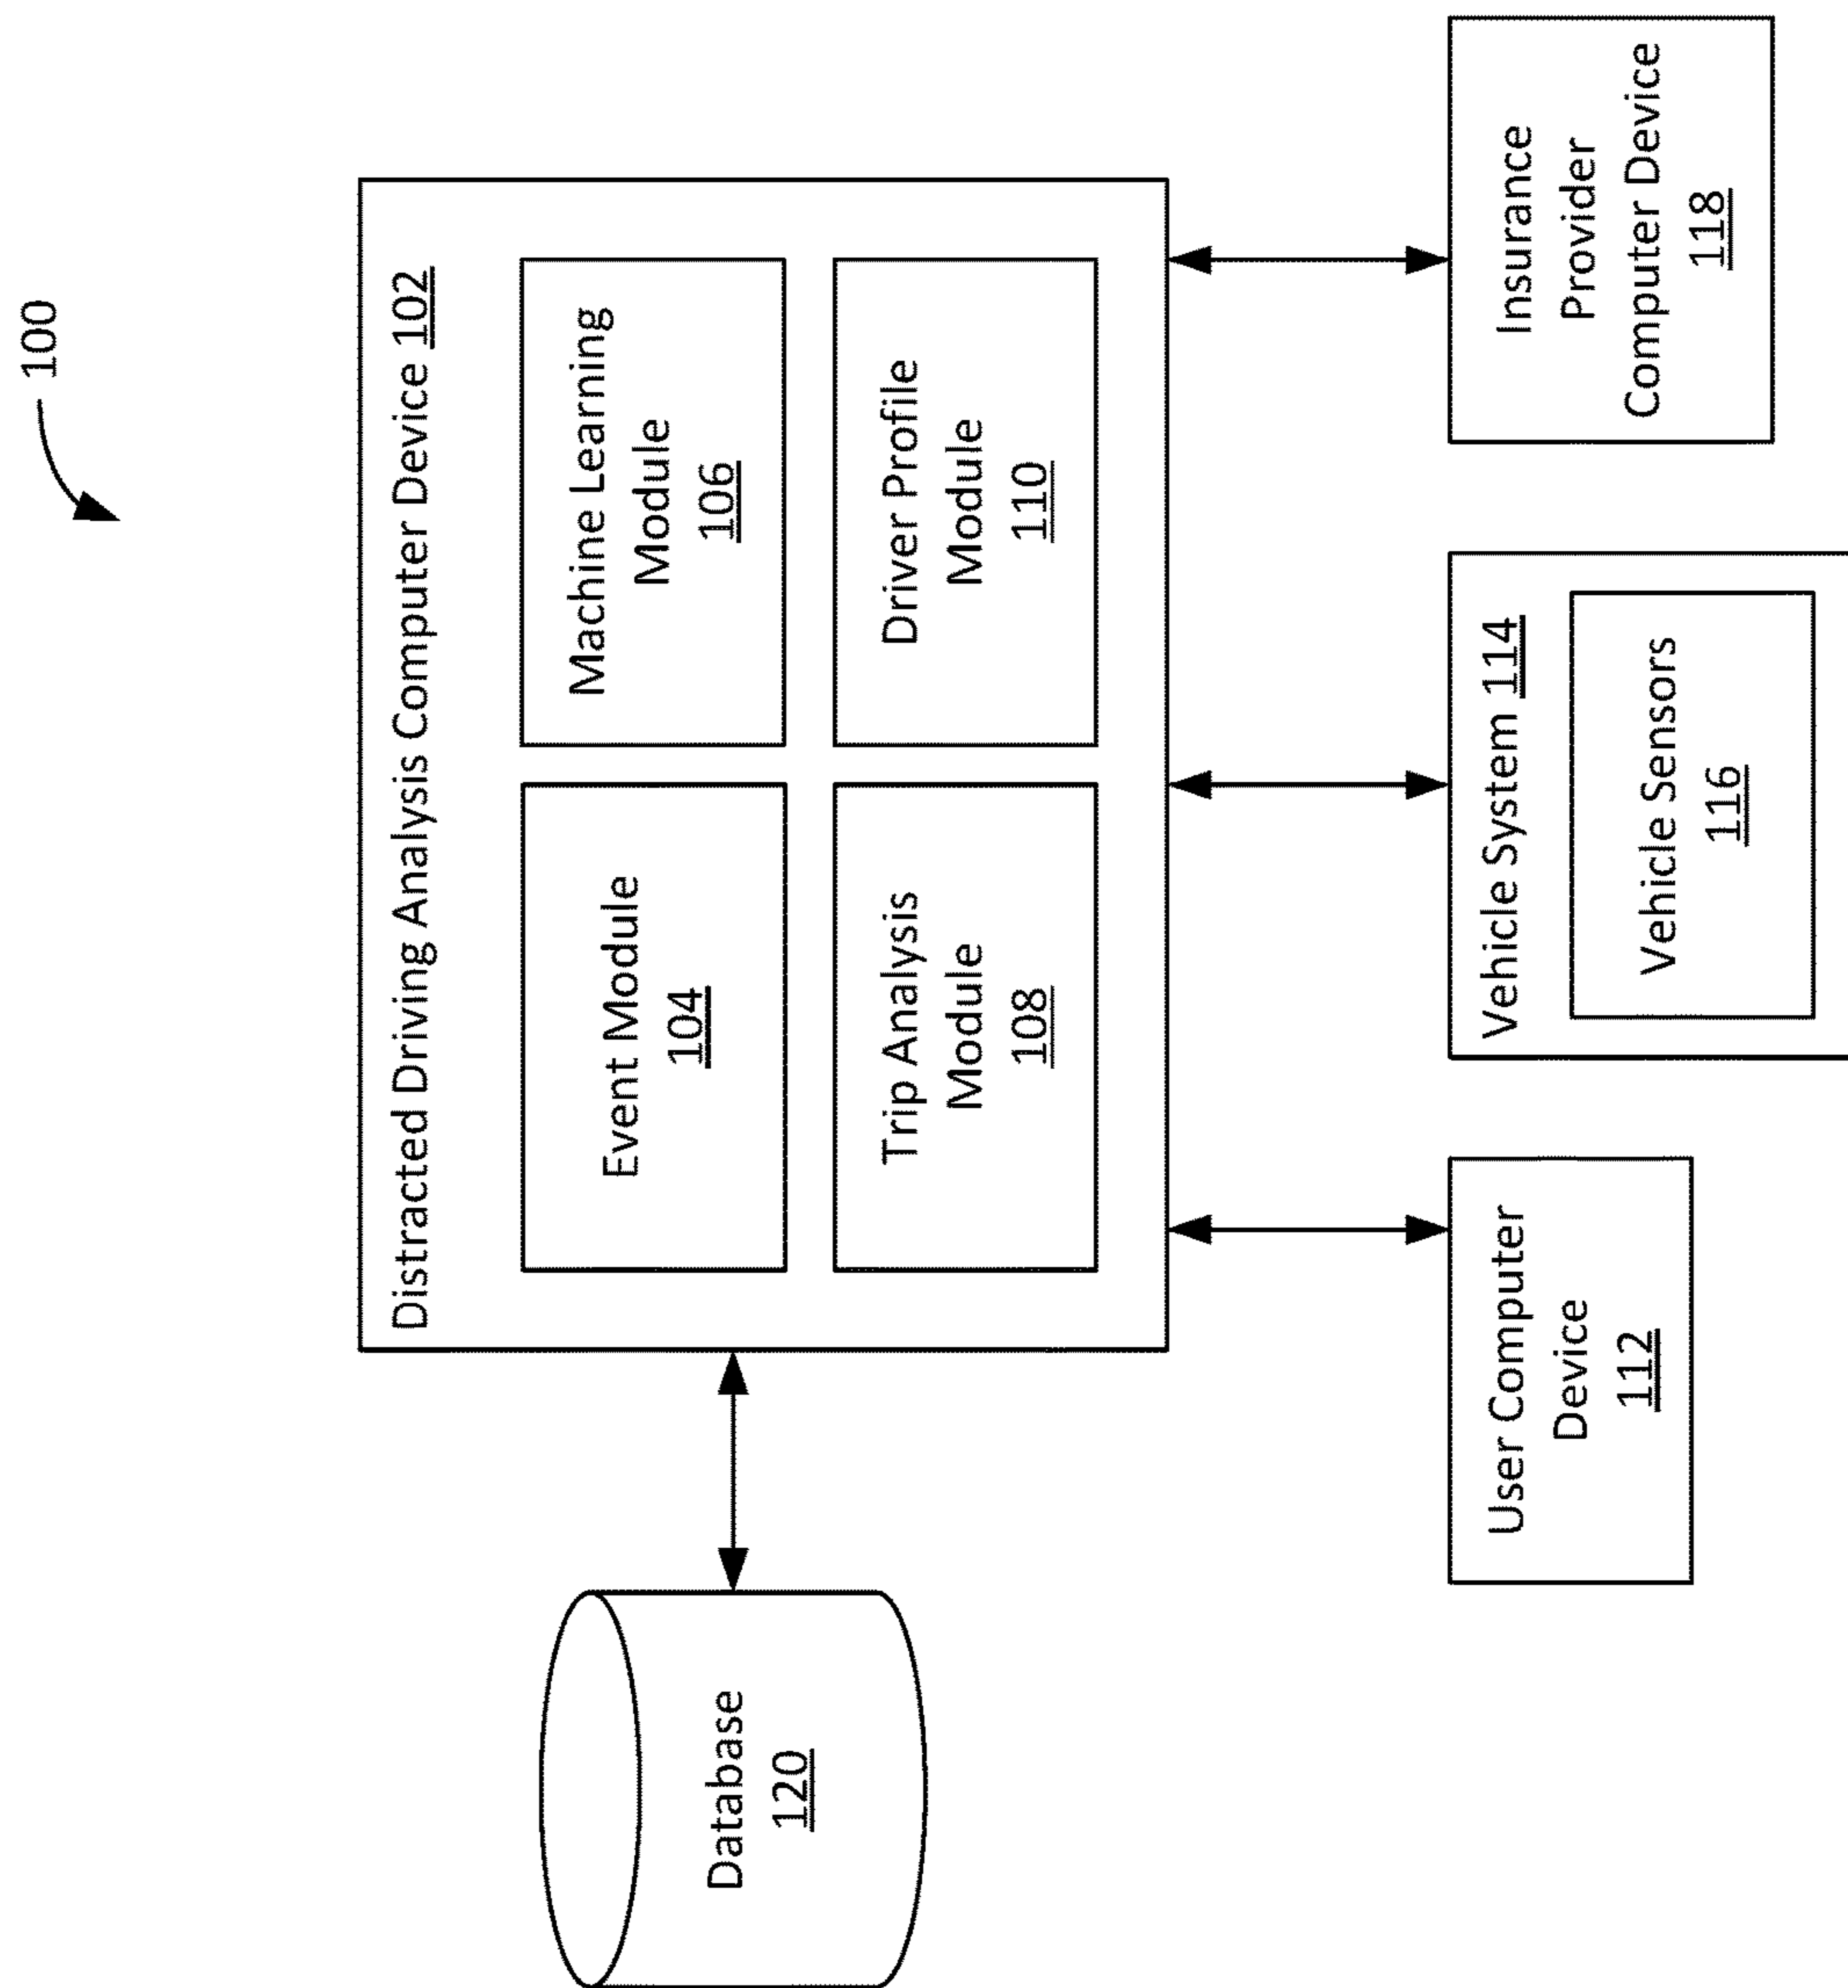 100
Distracted Driving Analysis Computer Device 102
Event Module
104
Machine Learning
Module
106
Trip Analysis
Module
108
Driver Profile
Module
110
Database
120
User Computer
Device
112
Vehicle System 114
Vehicle Sensors
116
Insurance
Provider
Computer Device
118